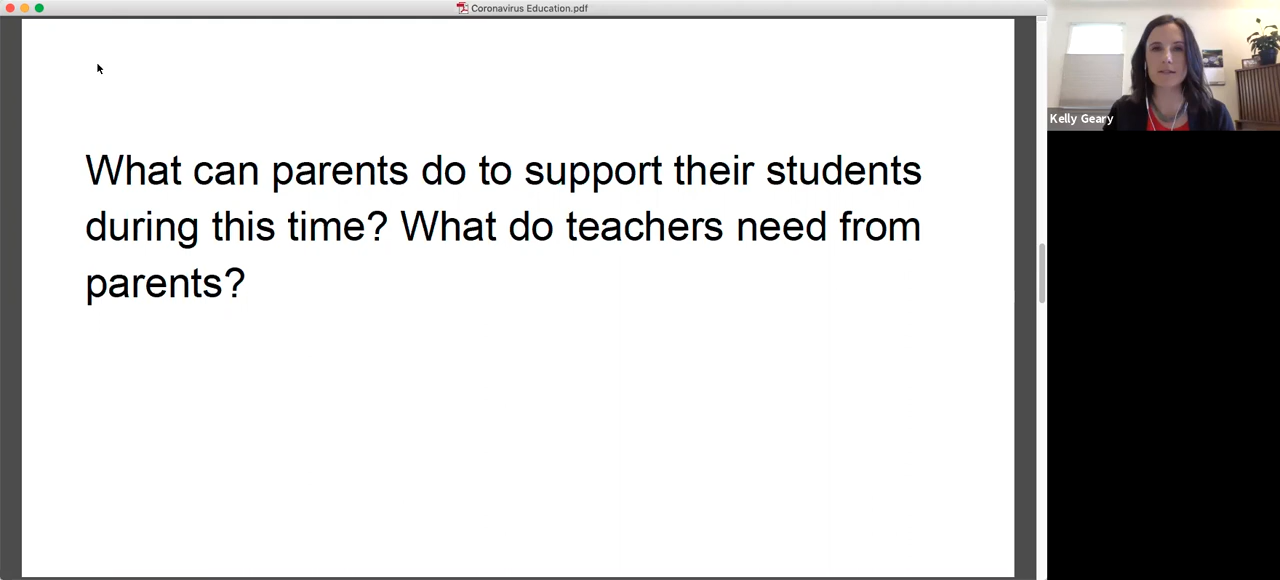 Coronavirus Education.pdf
What can parents do to support their students
during this time? What do teachers need from
parents?
Kelly Geary